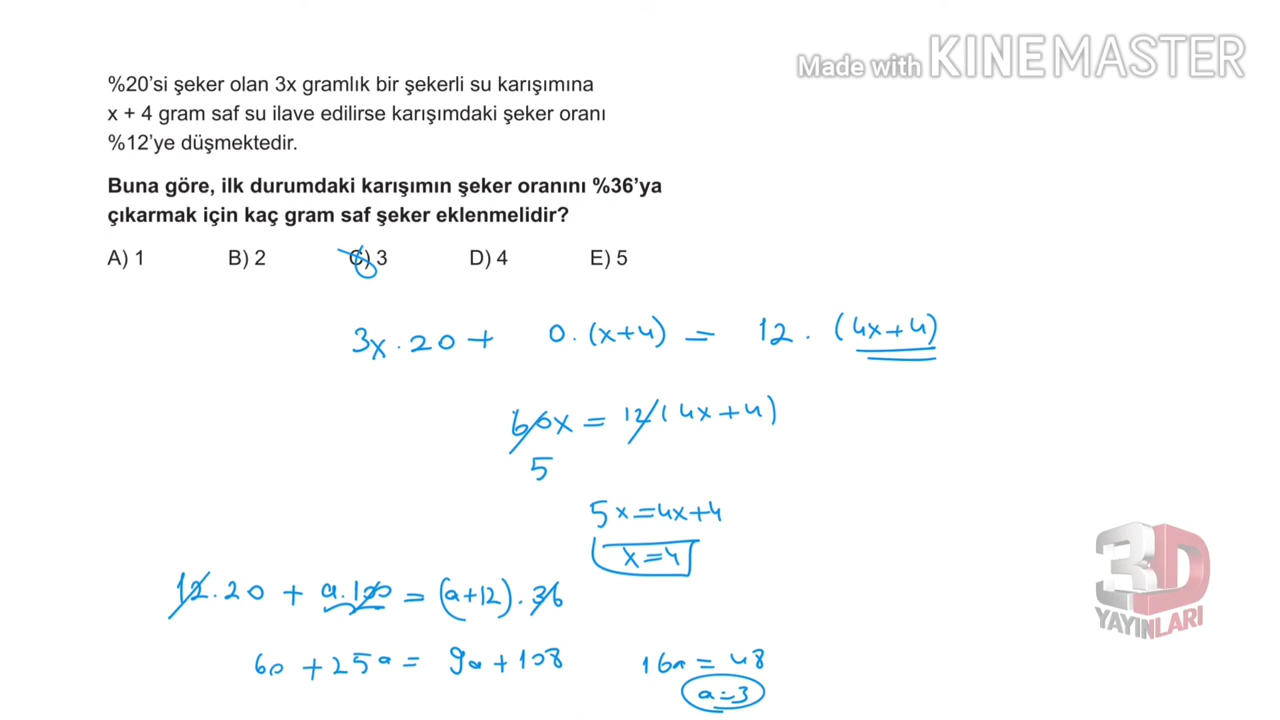 Made with KINEMASTER
%20'si şeker olan 3x gramlık bir şekerli su karışımına
x + 4 gram saf su ilave edilirse karışımdaki şeker oranı
%12'ye düşmektedir.
Buna göre, ilk durumdaki karışımın şeker oranını %36'ya
çıkarmak için kaç gram saf şeker eklenmelidir?
A) 1 B) 2 C) 3 D) 4 E) 5
3x . 20 + 0 . (x+4) = 12 . (4x+4)
60x = 12(4x+4)
5
5x = 4x+4
x=4
12 . 20 + a . 100 = (a+12) . 36
60 + 25a = 9a + 108
16a = 48
a=3
3D
YAYINLARI